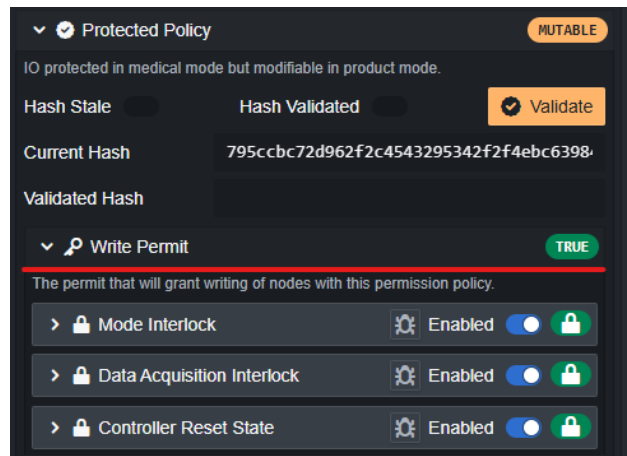 Protected Policy MUTABLE
IO protected in medical mode but modifiable in product mode.
Hash Stale Hash Validated Validate
Current Hash 795ccbc72d962f2c4543295342f2f4ebc6398
Validated Hash
Write Permit TRUE
The permit that will grant writing of nodes with this permission policy.
Mode Interlock Enabled
Data Acquisition Interlock Enabled
Controller Reset State Enabled